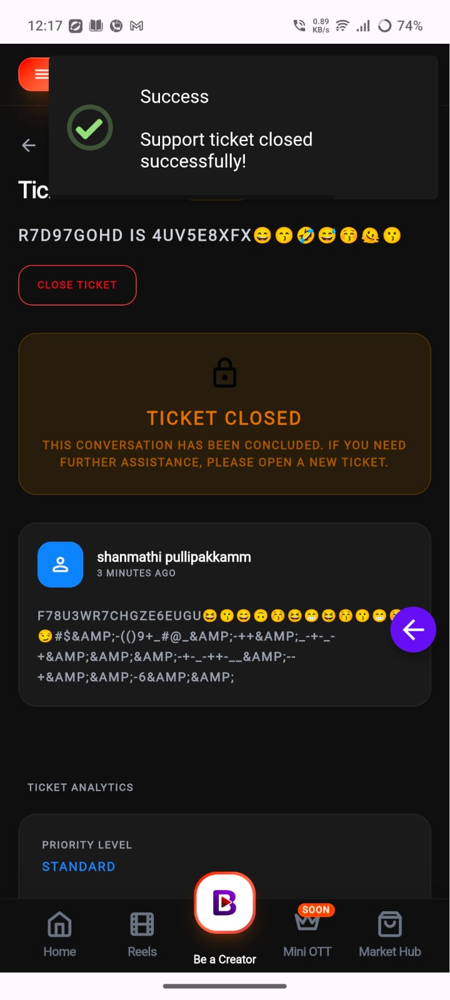 12:17
0.89
KB/s
74%
Success
Support ticket closed
successfully!
Tic
R7D97GOHD IS 4UV5E8XFX😄😙🤣😅😚🫠😗
CLOSE TICKET
TICKET CLOSED
THIS CONVERSATION HAS BEEN CONCLUDED. IF YOU NEED
FURTHER ASSISTANCE, PLEASE OPEN A NEW TICKET.
shanmathi pullipakkamm
3 MINUTES AGO
F78U3WR7CHGZE6EUGU😆😗😄🙃😚😆😁😆😚😗😁
😏#$&AMP;-(()9+_#@_&AMP;-++&AMP;_-+-_-
+&AMP;&AMP;&AMP;-+-_-++-__&AMP;--
+&AMP;&AMP;-6&AMP;&AMP;
TICKET ANALYTICS
PRIORITY LEVEL
STANDARD
SOON
Home
Reels
Be a Creator
Mini OTT
Market Hub